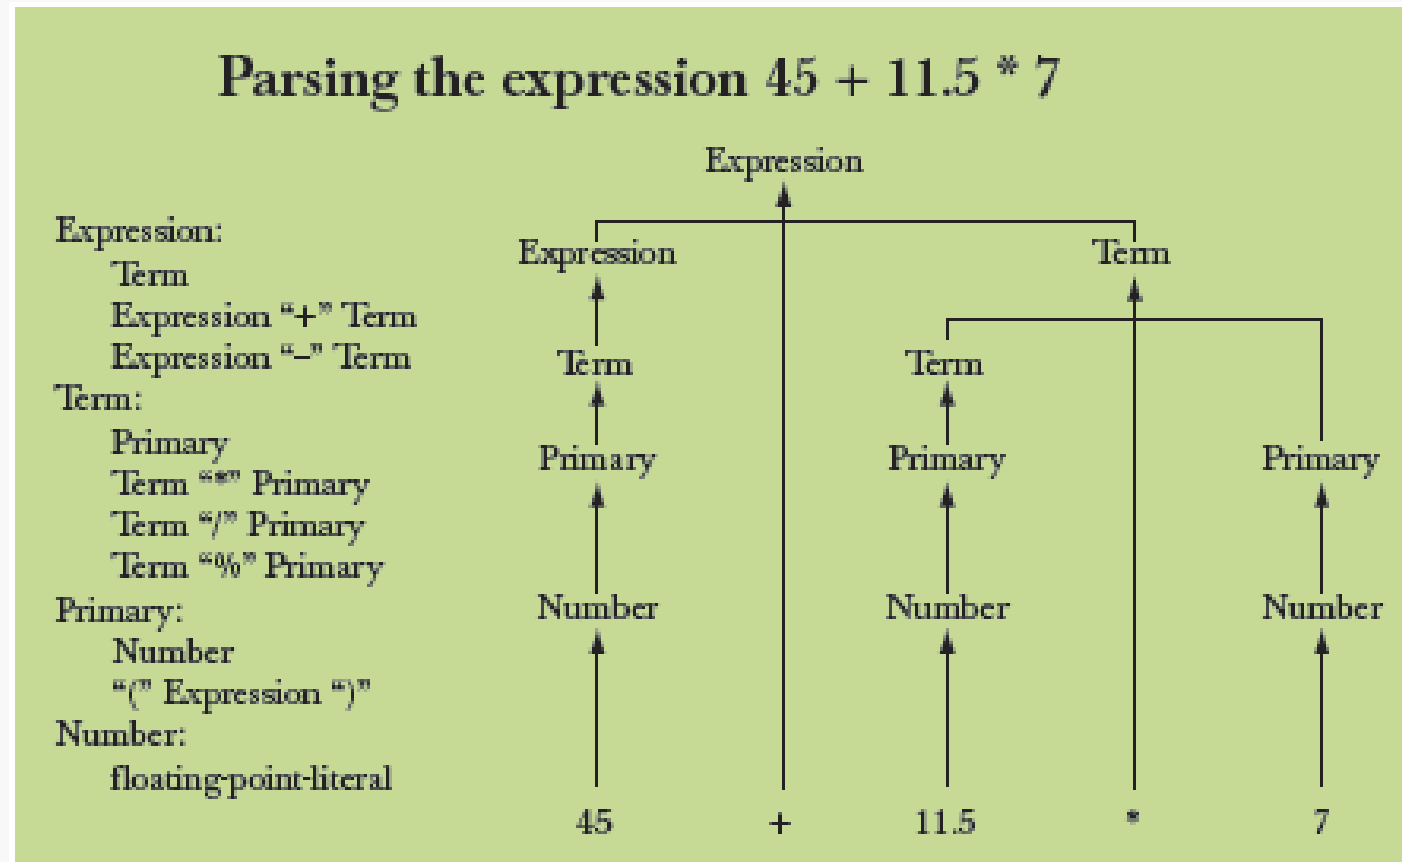 Parsing the expression 45 + 11.5 * 7
Expression:
Term
Expression “+” Term
Expression “–” Term
Term:
Primary
Term “*” Primary
Term “/” Primary
Term “%” Primary
Primary:
Number
“(” Expression “)”
Number:
floating-point-literal
Expression
Expression Term
Term Term
Primary Primary Primary
Number Number Number
45 + 11.5 * 7